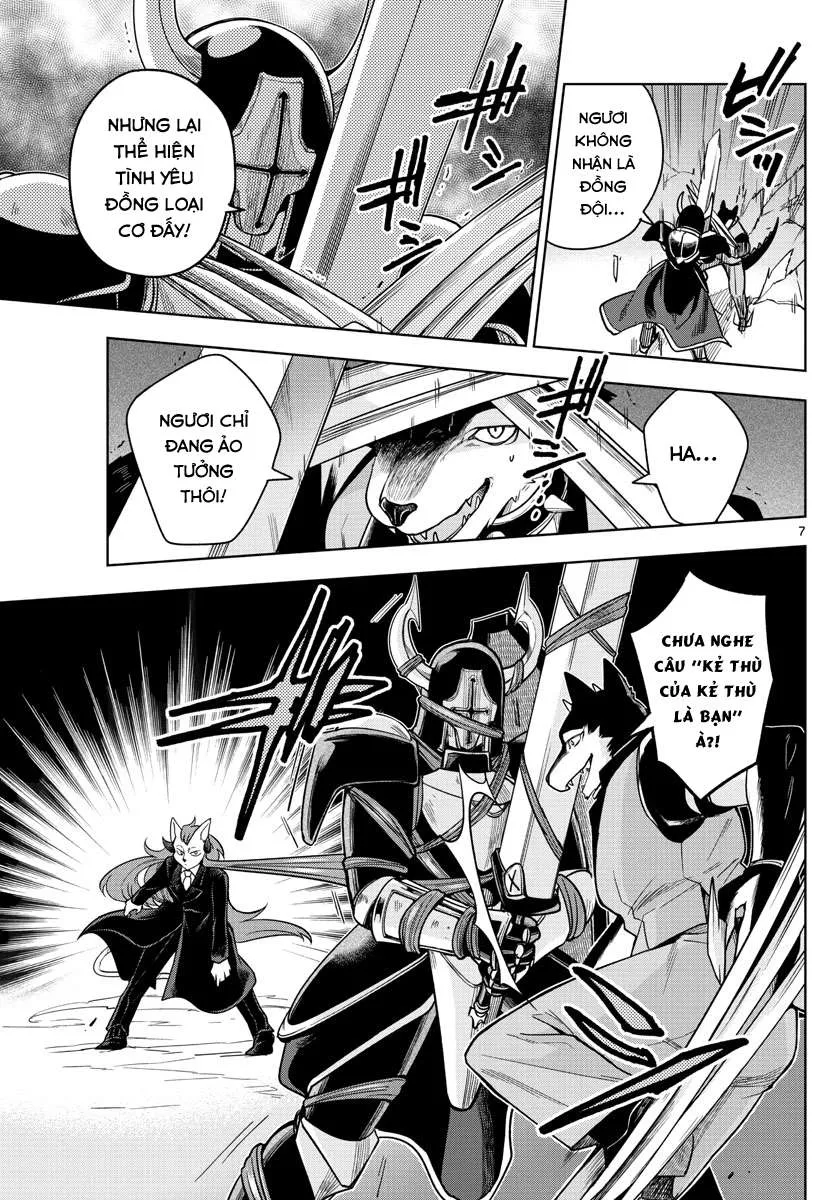 NGƯƠI
KHÔNG
NHẬN LÀ
ĐỒNG
ĐỘI...
NHƯNG LẠI
THỂ HIỆN
TÌNH YÊU
ĐỒNG LOẠI
CƠ ĐẤY!
HA...
NGƯƠI CHỈ
ĐANG ẢO
TƯỞNG
THÔI!
7
CHƯA NGHE
CÂU "KẺ THÙ
CỦA KẺ THÙ
LÀ BẠN"
À?!